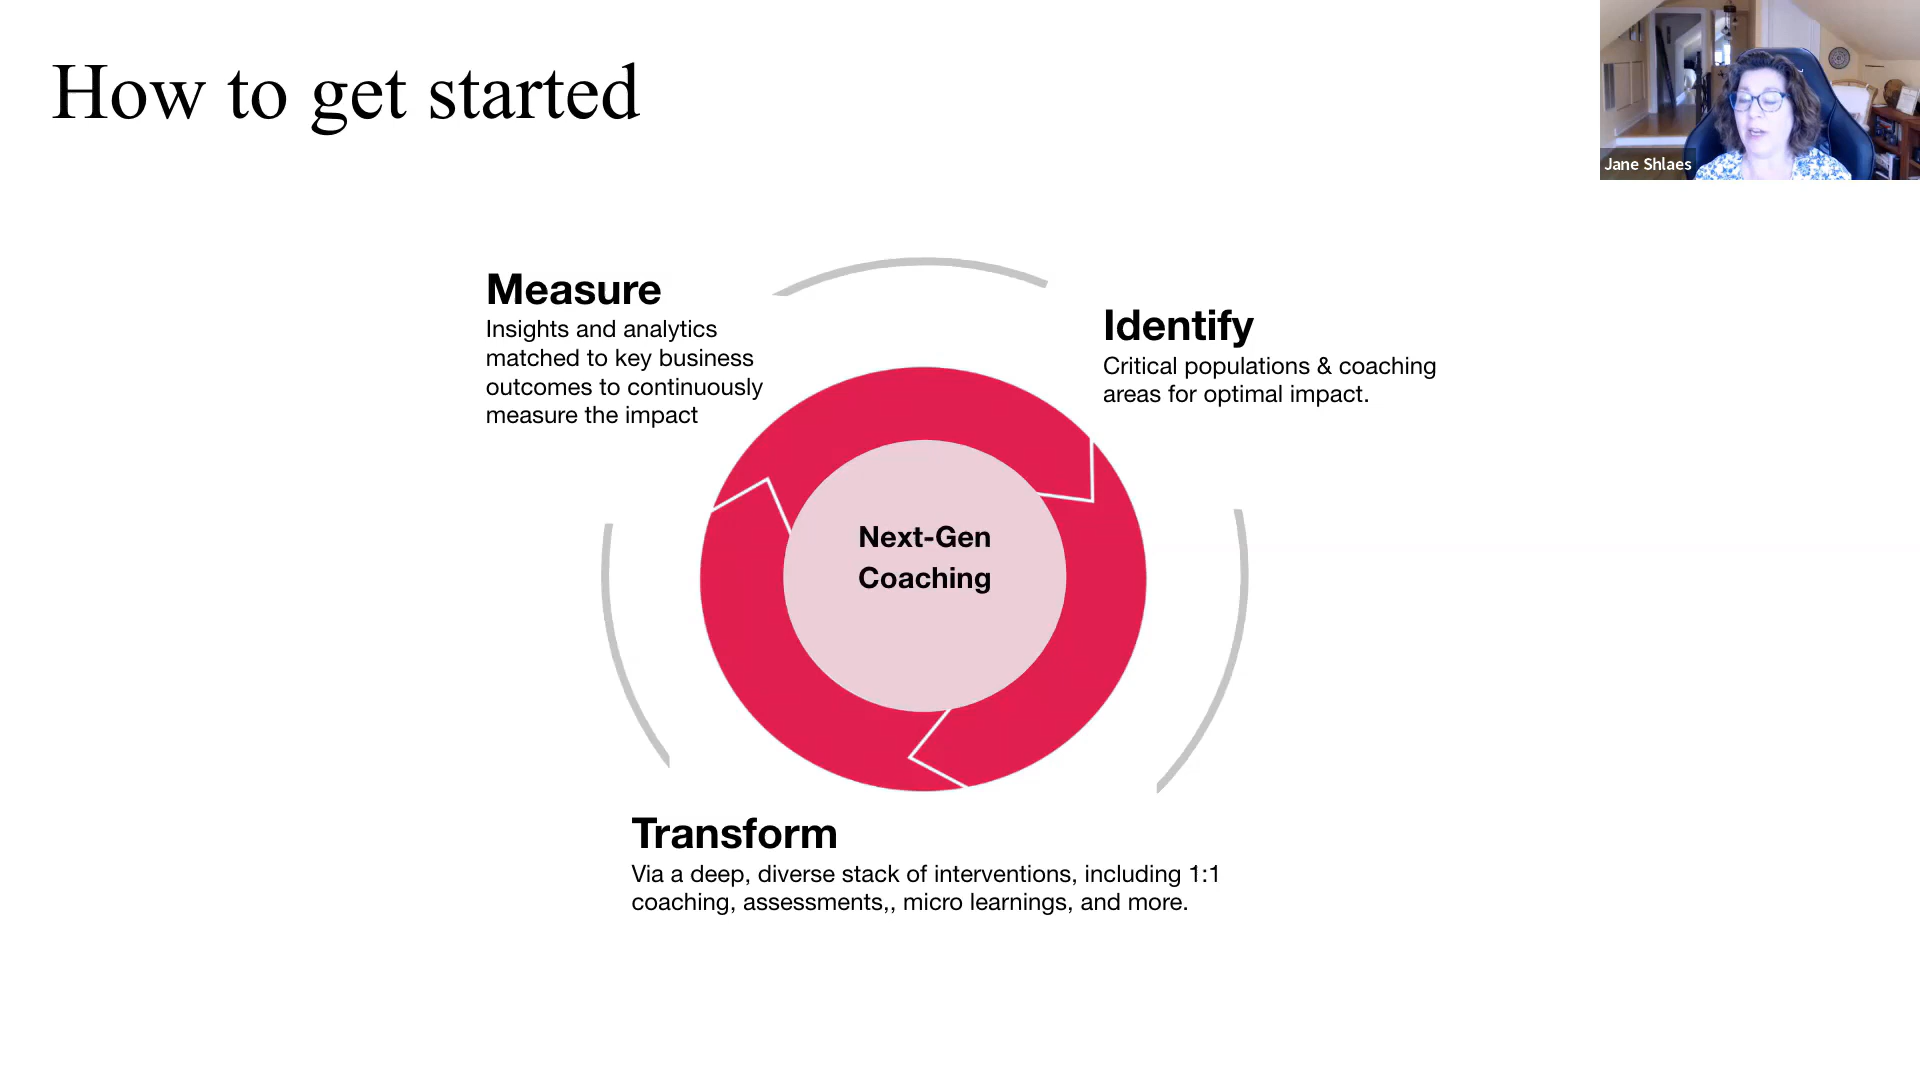 How to get started
Jane Shlaes
Measure
Insights and analytics
matched to key business
outcomes to continuously
measure the impact
Identify
Critical populations & coaching
areas for optimal impact.
Next-Gen
Coaching
Transform
Via a deep, diverse stack of interventions, including 1:1
coaching, assessments,, micro learnings, and more.